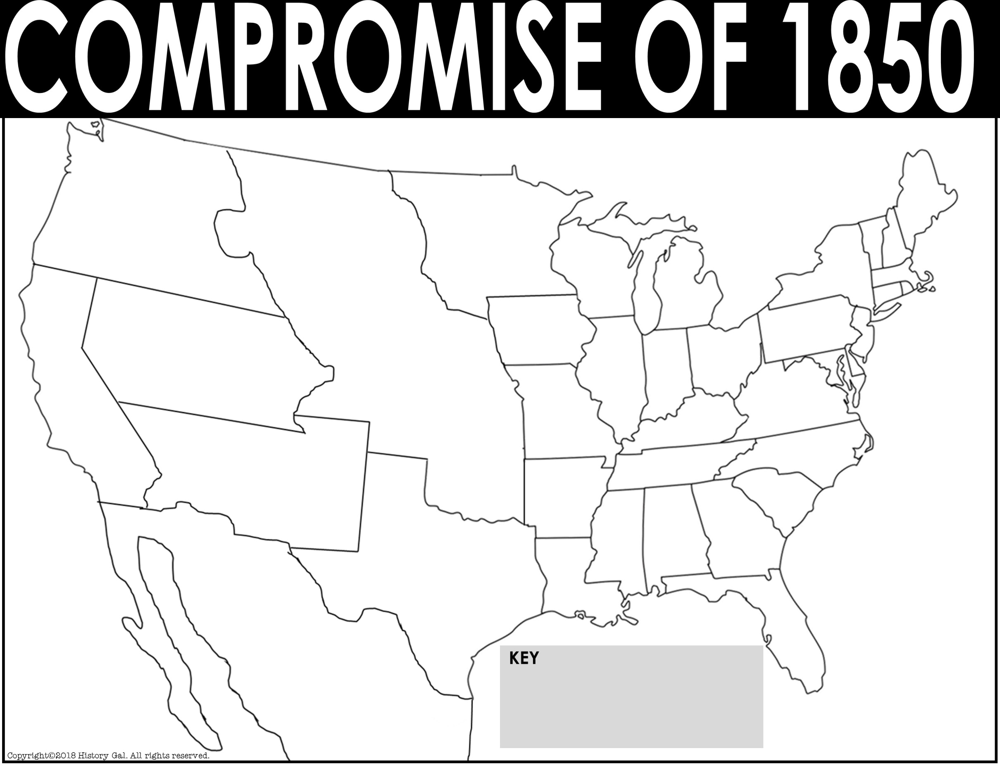 COMPROMISE OF 1850
KEY
Copyright©2018 History Gal. All rights reserved.